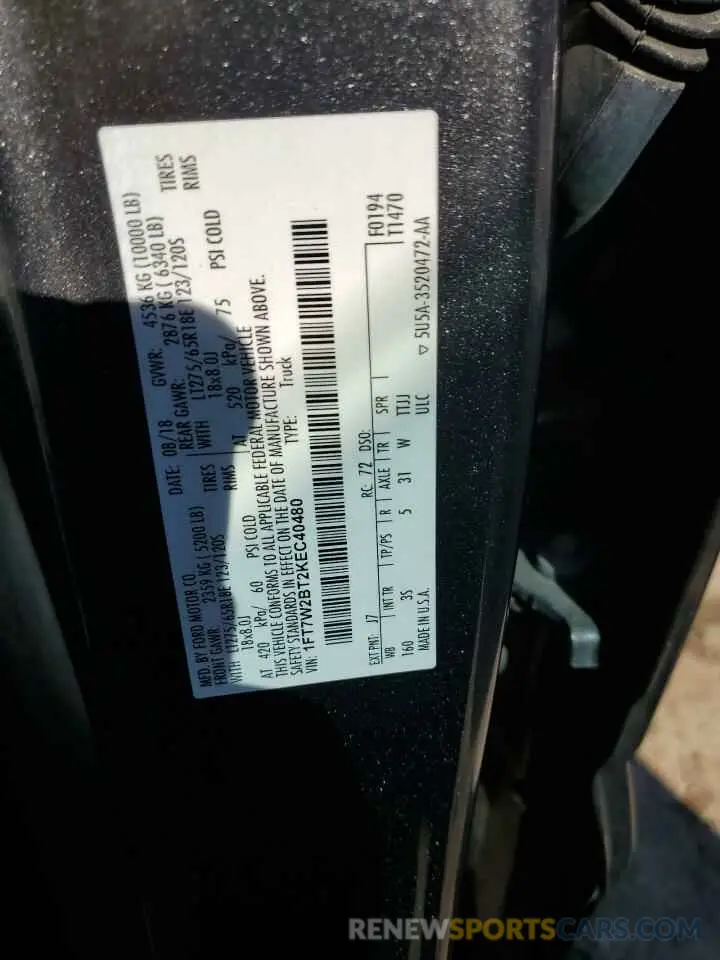 MFD. BY FORD MOTOR CO.
DATE: 08/18 GVWR: 4536 KG (10000 LB)
FRONT GAWR: 2359 KG ( 5200 LB) REAR GAWR: 2876 KG ( 6340 LB)
WITH LT275/65R18E 123/120S TIRES WITH LT275/65R18E 123/120S TIRES
18x8.0J RIMS 18x8.0J RIMS
AT 420 kPa/ 60 PSI COLD AT 520 kPa/ 75 PSI COLD
THIS VEHICLE CONFORMS TO ALL APPLICABLE FEDERAL MOTOR VEHICLE
SAFETY STANDARDS IN EFFECT ON THE DATE OF MANUFACTURE SHOWN ABOVE.
VIN: 1FT7W2BT2KEC40480 TYPE: Truck
EXT PNT: J7 RC: 72 DSO: F0194
WB INT TR TP/PS R AXLE TR SPR T1470
160 3S 5 31 W TTJJ
MADE IN U.S.A. ULC ▽ 5U5A-3520472-AA
RENEWSPORTSCARS.COM